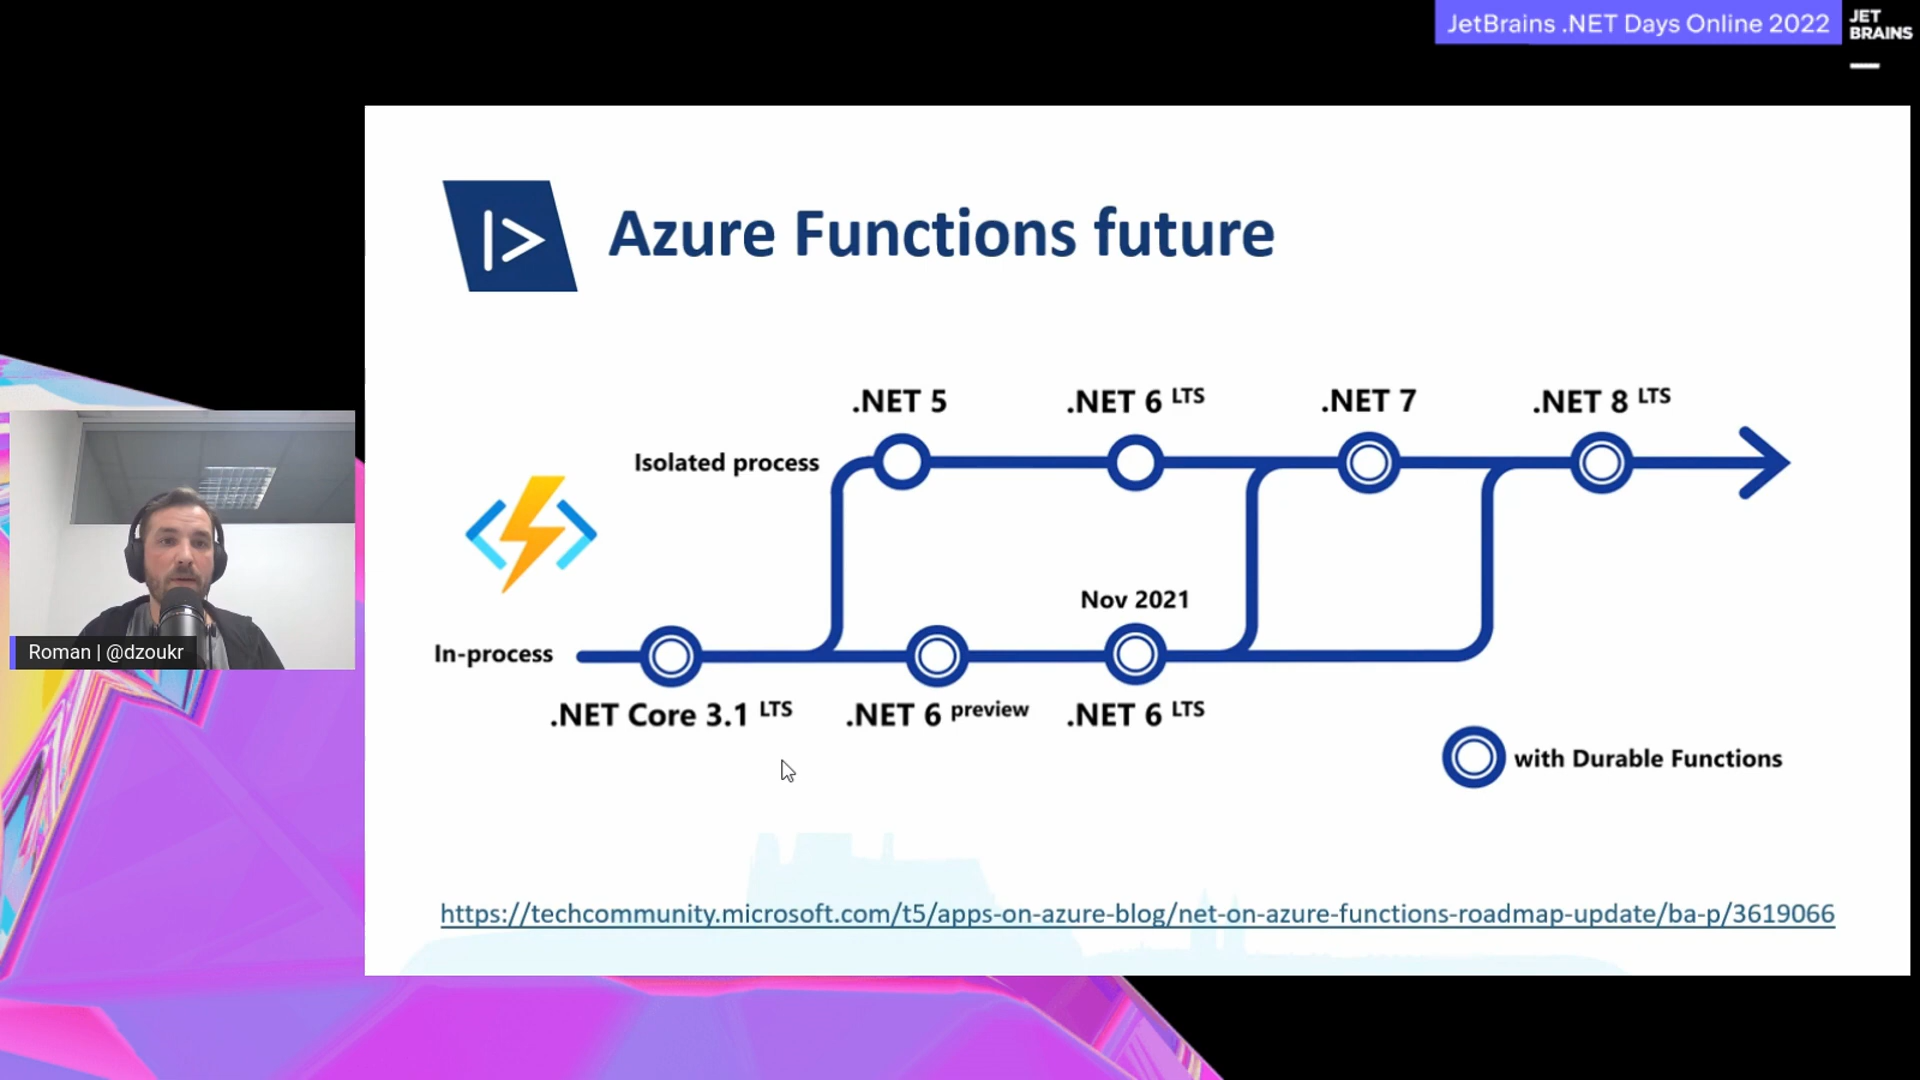 JetBrains .NET Days Online 2022
JET
BRAINS
Azure Functions future
.NET 5
.NET 6 LTS
.NET 7
.NET 8 LTS
Isolated process
Nov 2021
In-process
.NET Core 3.1 LTS
.NET 6 preview
.NET 6 LTS
with Durable Functions
https://techcommunity.microsoft.com/t5/apps-on-azure-blog/net-on-azure-functions-roadmap-update/ba-p/3619066
Roman | @dzoukr